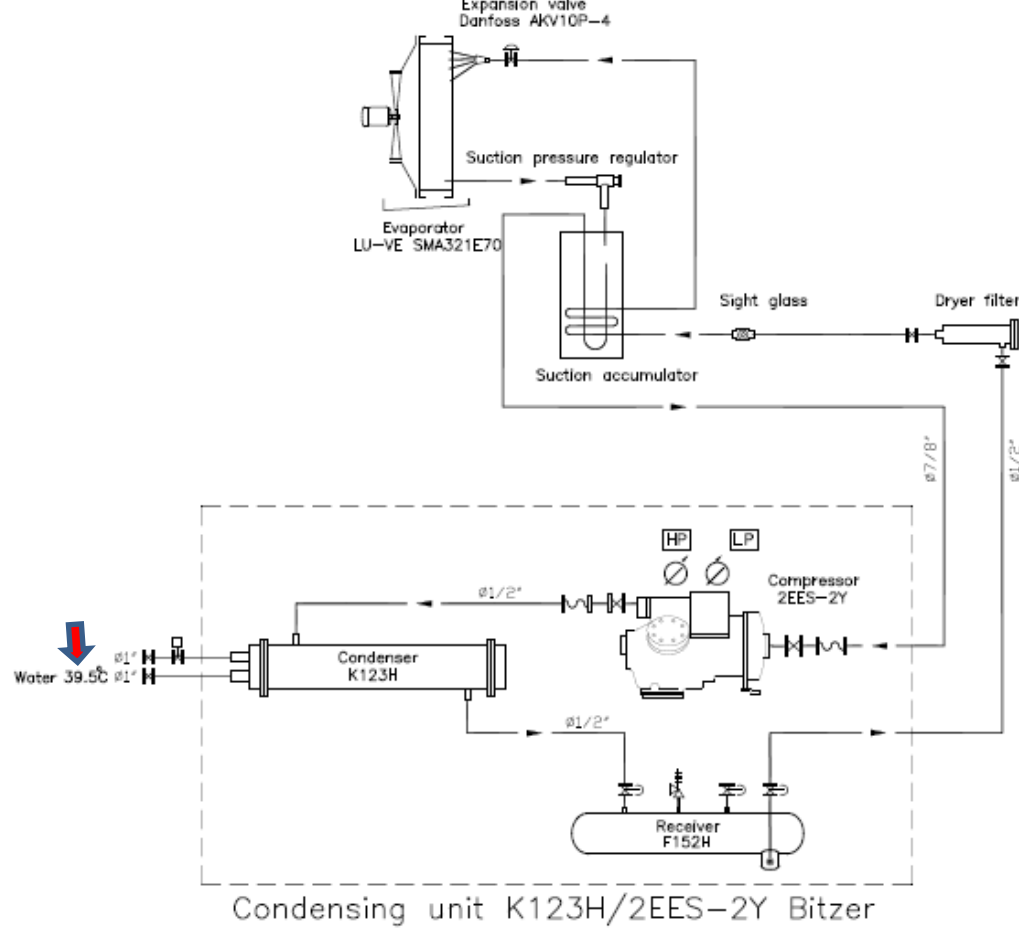 Expansion valve
Danfoss AKV10P-4
Suction pressure regulator
Evaporator
LU-VE SMA321E70
Sight glass
Dryer filter
Suction accumulator
ø7/8"
ø1/2"
HP
LP
Compressor
2EES-2Y
ø1/2"
Condenser
K123H
ø1"
Water 39.5°C ø1"
ø1/2"
Receiver
F152H
Condensing unit K123H/2EES-2Y Bitzer